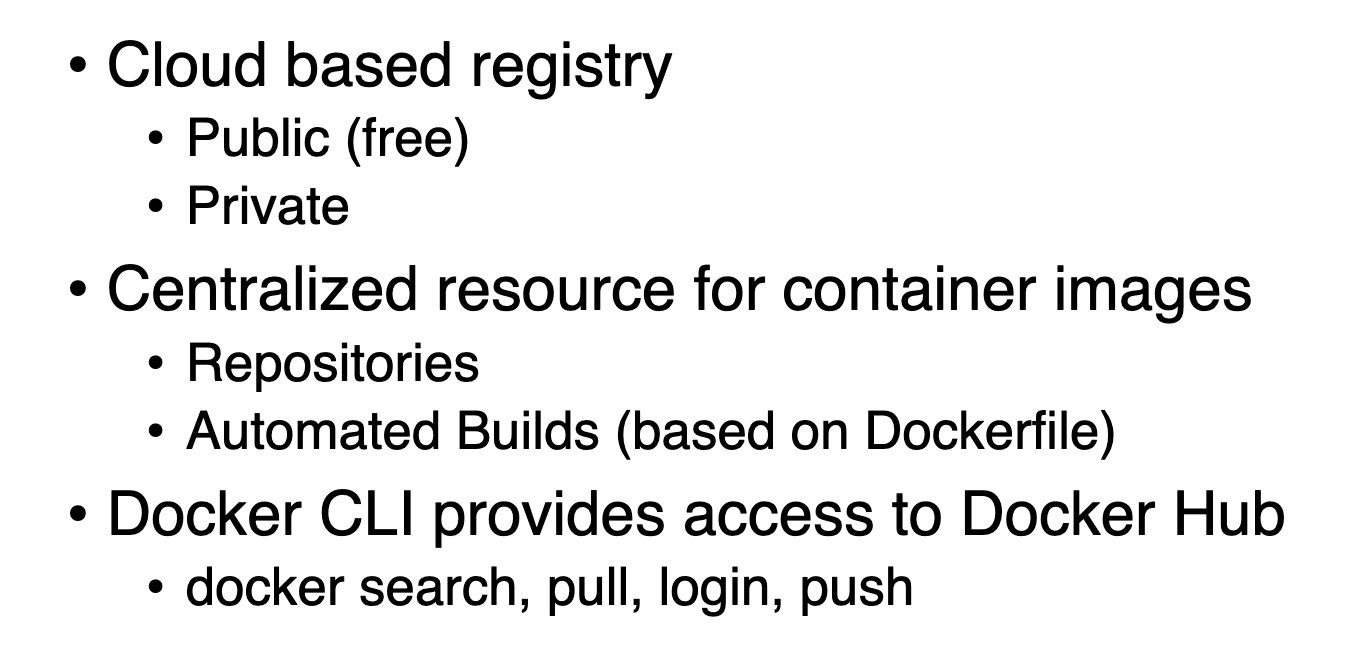 • Cloud based registry
• Public (free)
• Private
• Centralized resource for container images
• Repositories
• Automated Builds (based on Dockerfile)
• Docker CLI provides access to Docker Hub
• docker search, pull, login, push